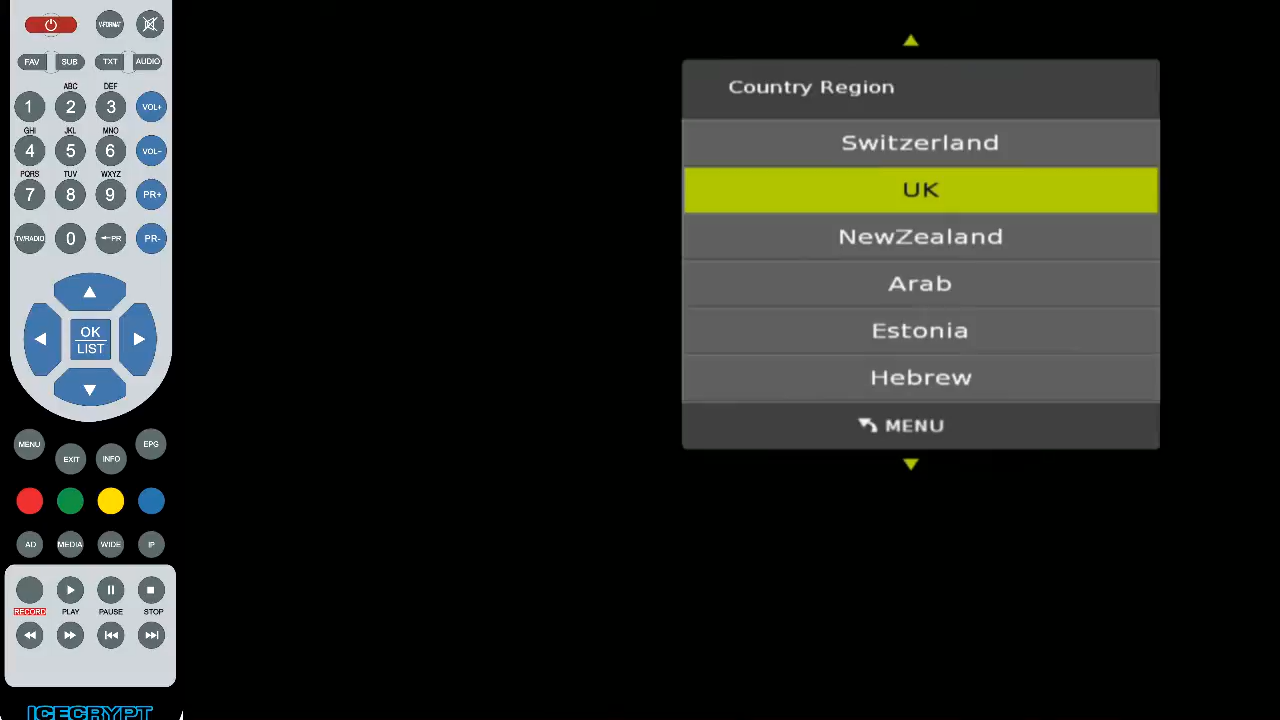 V-FORMAT
FAV SUB TXT AUDIO
ABC DEF
1 2 3 VOL+
GHI JKL MNO
4 5 6 VOL-
PQRS TUV WXYZ
7 8 9 PR+
TV/RADIO 0 PR PR-
OK
LIST
MENU EXIT INFO EPG
AD MEDIA WIDE IP
RECORD PLAY PAUSE STOP
ICECRYPT
Country Region
Switzerland
UK
NewZealand
Arab
Estonia
Hebrew
MENU